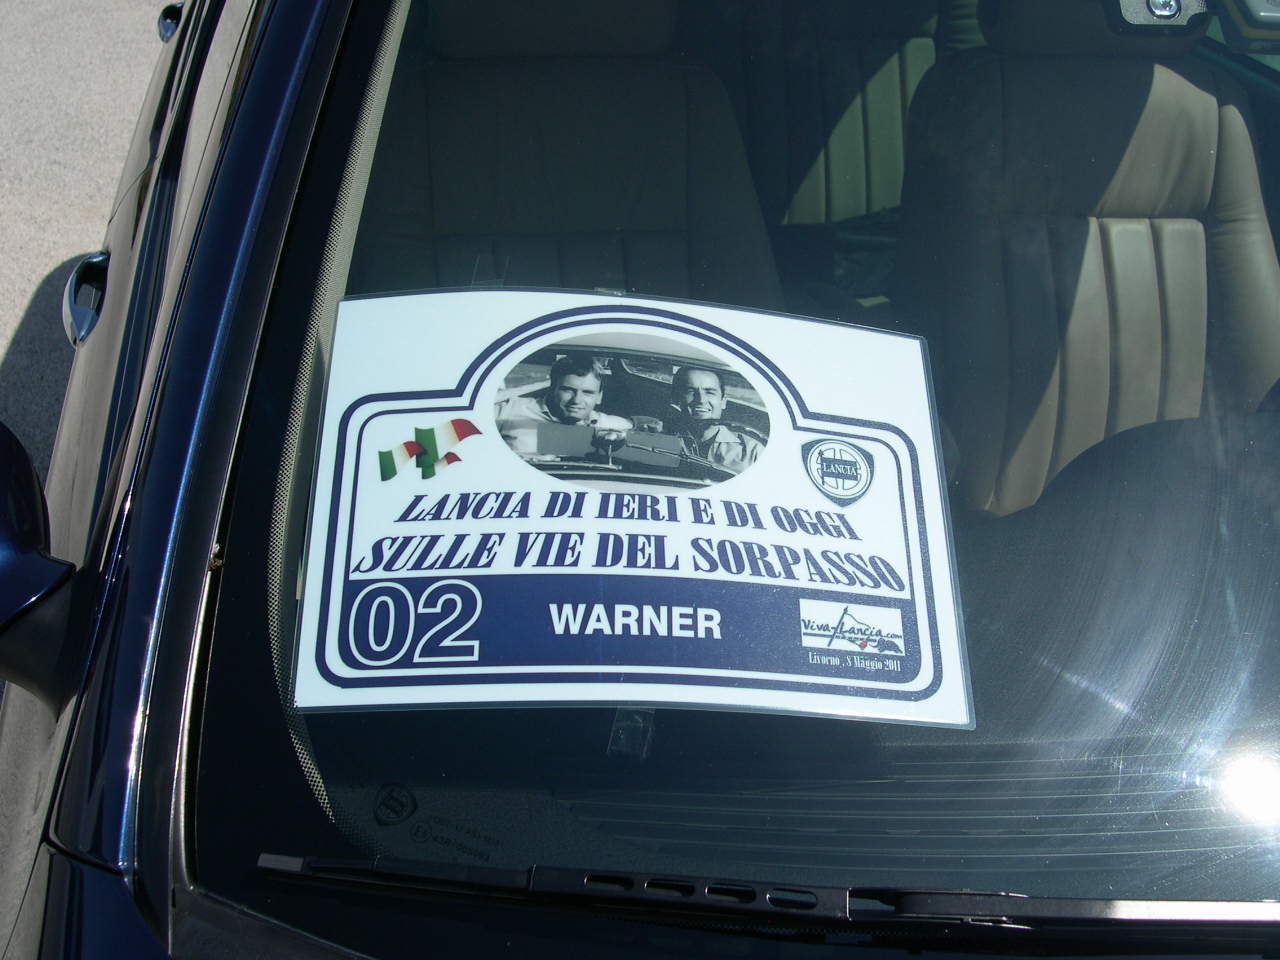 LANCIA
LANCIA DI IERI E DI OGGI
SULLE VIE DEL SORPASSO
02
WARNER
Viva-Lancia.com
Livorno , 8 Maggio 2011